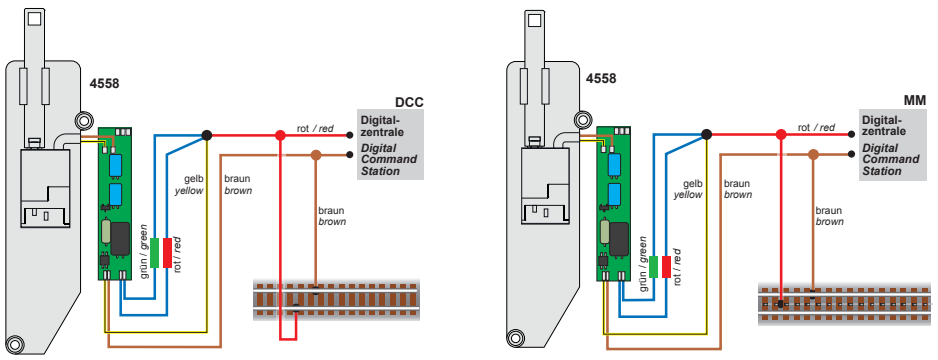 4558
DCC
rot / red
Digital-
zentrale
Digital
Command
Station
gelb
yellow
braun
brown
braun
brown
grün / green
rot / red
4558
MM
rot / red
Digital-
zentrale
Digital
Command
Station
gelb
yellow
braun
brown
braun
brown
grün / green
rot / red